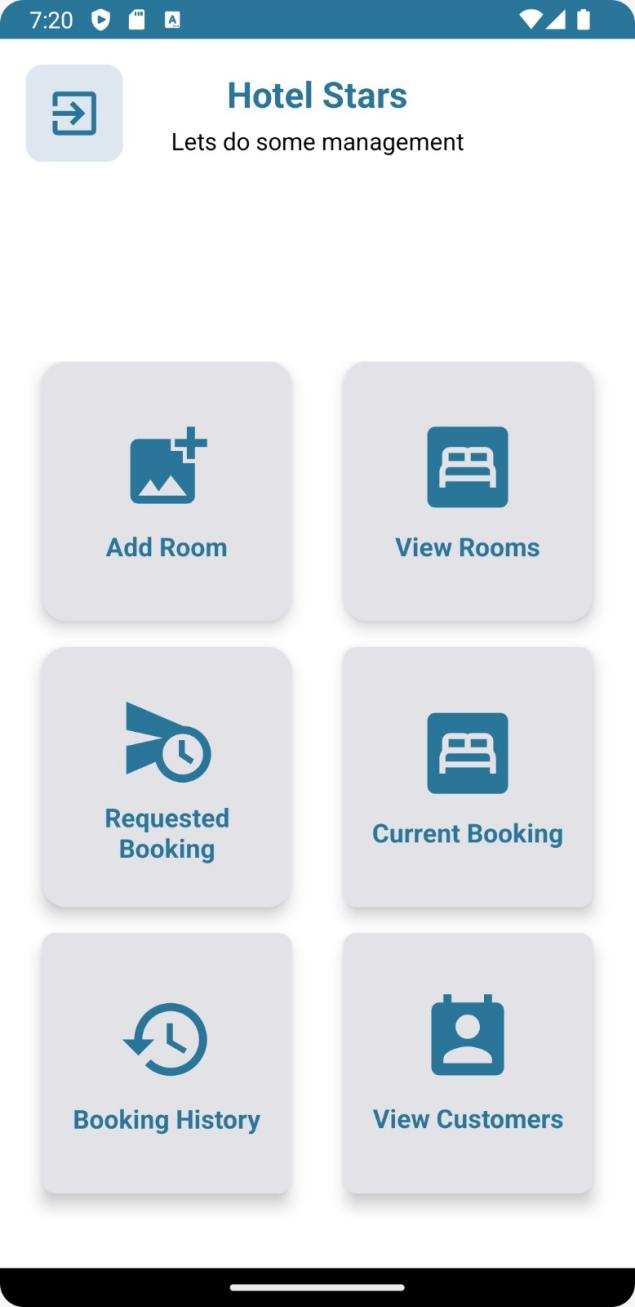 7:20
Hotel Stars
Lets do some management
Add Room
View Rooms
Requested
Booking
Current Booking
Booking History
View Customers